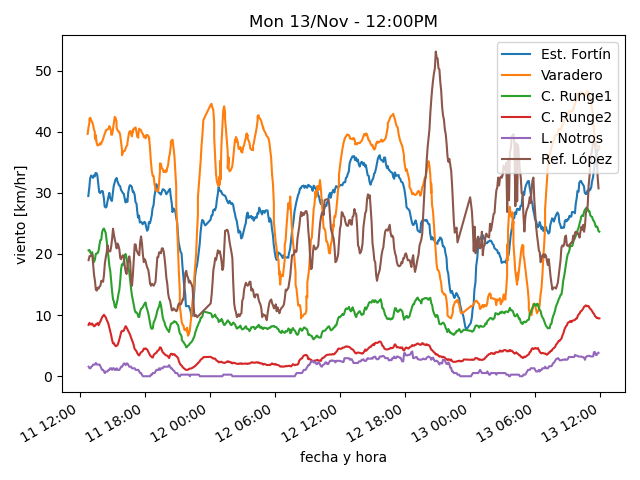 Mon 13/Nov - 12:00PM
viento [km/hr]
50
40
30
20
10
0
Est. Fortín
Varadero
C. Runge1
C. Runge2
L. Notros
Ref. López
11 12:00
11 18:00
12 00:00
12 06:00
12 12:00
12 18:00
13 00:00
13 06:00
13 12:00
fecha y hora